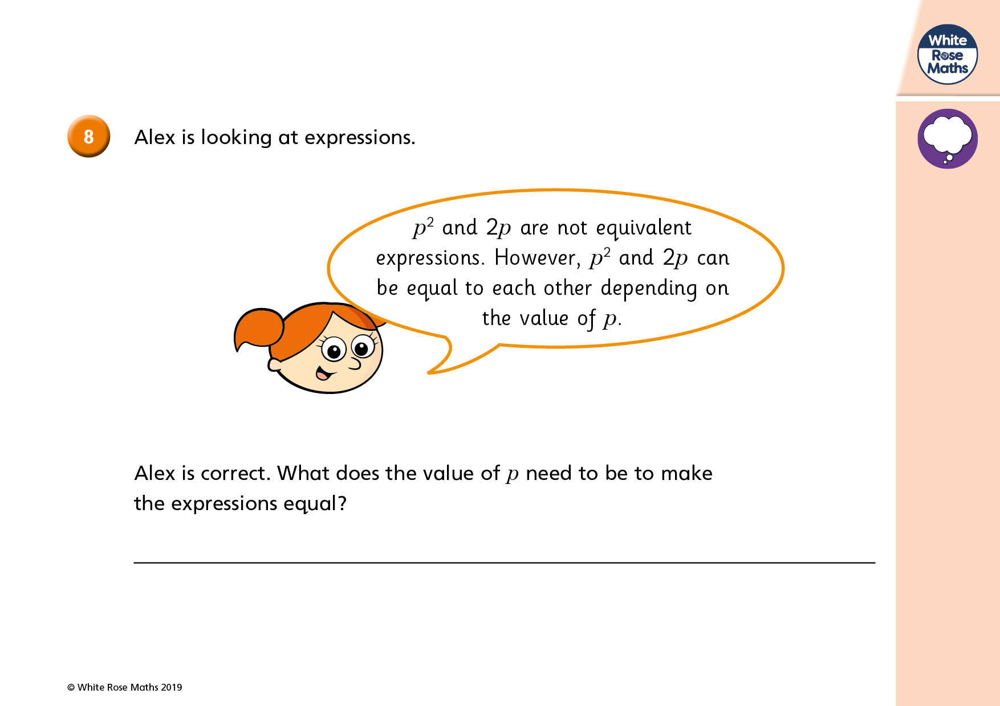 White
Rose
Maths
8 Alex is looking at expressions.
p² and 2p are not equivalent
expressions. However, p² and 2p can
be equal to each other depending on
the value of p.
Alex is correct. What does the value of p need to be to make
the expressions equal?
© White Rose Maths 2019